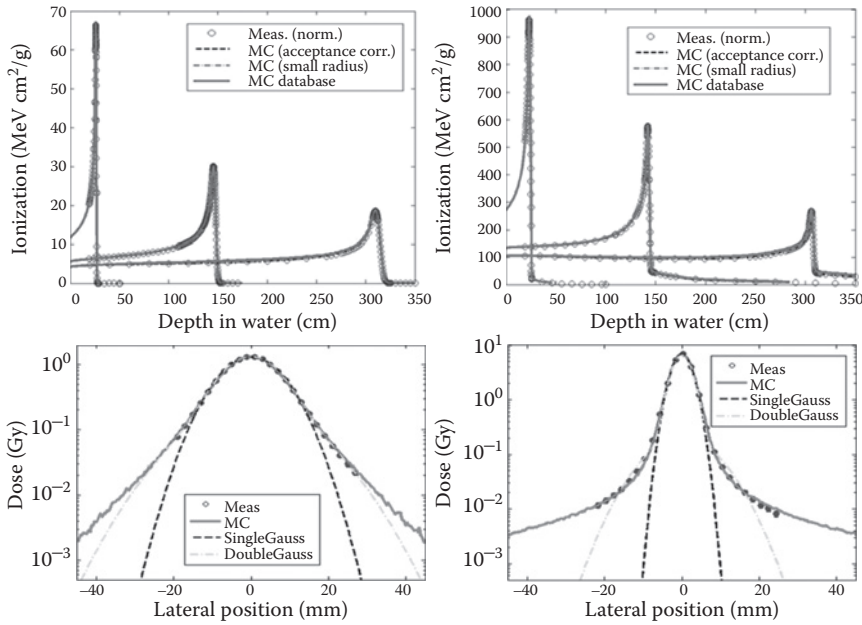 70
60
50
40
30
20
10
0
Ionization (MeV cm²/g)
Meas. (norm.)
MC (acceptance corr.)
MC (small radius)
MC database
0 50 100 150 200 250 300 350
Depth in water (cm)
1000
900
800
700
600
500
400
300
200
100
0
Ionization (MeV cm²/g)
Meas. (norm.)
MC (acceptance corr.)
MC (small radius)
MC database
0 50 100 150 200 250 300 350
Depth in water (cm)
10⁰
10⁻¹
10⁻²
10⁻³
Dose (Gy)
Meas
MC
SingleGauss
DoubleGauss
−40 −20 0 20 40
Lateral position (mm)
10¹
10⁰
10⁻¹
10⁻²
10⁻³
Dose (Gy)
Meas
MC
SingleGauss
DoubleGauss
−40 −20 0 20 40
Lateral position (mm)